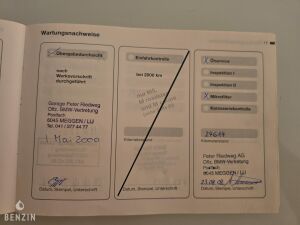 Wartungsnachweise
Übergabedurchsicht
nach
Werksvorschrift
durchgeführt
Garage Peter Riedweg
Offz. BMW-Vertretung
Postfach
6045 MEGGEN / LU
Tel. 041 / 377 44 77
1. Mai 2000
Datum, Stempel, Unterschrift
Einfahrkontrolle
bei 2000 km
Kilometerstand
Datum, Stempel, Unterschrift
Ölservice
Inspektion I
Inspektion II
Mikrofilter
Karosseriekontrolle
Kilometerstand
Peter Riedweg AG
Offz. BMW-Vertretung
Postfach
6045 MEGGEN / LU
Datum, Stempel, Unterschrift
BENZIN